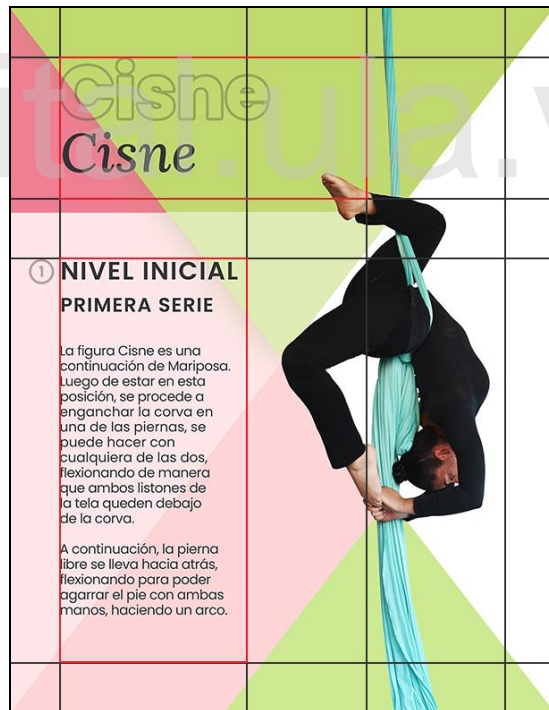 ital.ula.v
Cisne
Cisne
1 NIVEL INICIAL
PRIMERA SERIE
La figura Cisne es una
continuación de Mariposa.
Luego de estar en esta
posición, se procede a
enganchar la corva en
una de las piernas, se
puede hacer con
cualquiera de las dos,
flexionando de manera
que ambos listones de
la tela queden debajo
de la corva.
A continuación, la pierna
libre se lleva hacia atrás,
flexionando para poder
agarrar el pie con ambas
manos, haciendo un arco.